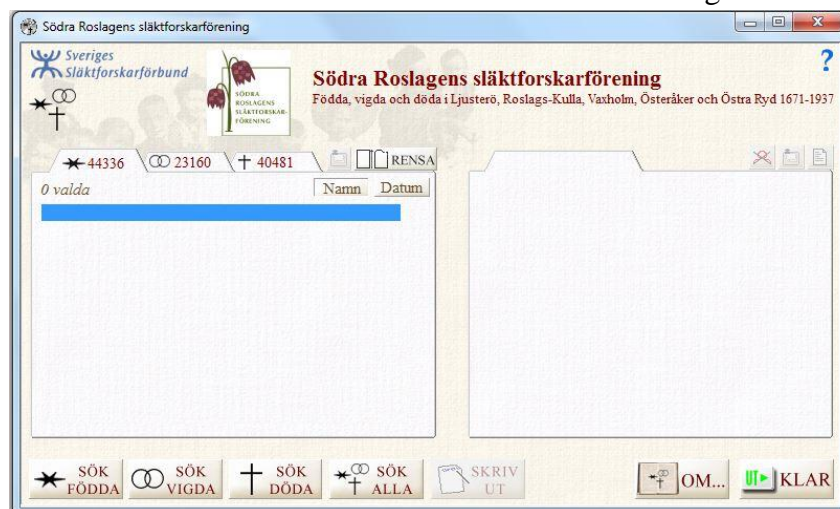 Södra Roslagens släktforskarförening
Sveriges
Släktforskarförbund
SÖDRA
ROSLAGENS
SLÄKTFORSKAR-
FÖRENING
?
Södra Roslagens släktforskarförening
Födda, vigda och döda i Ljusterö, Roslags-Kulla, Vaxholm, Österåker och Östra Ryd 1671-1937
44336 23160 40481 RENSA
0 valda Namn Datum
SÖK FÖDDA
SÖK VIGDA
SÖK DÖDA
SÖK ALLA
SKRIV UT
OM...
UT KLAR